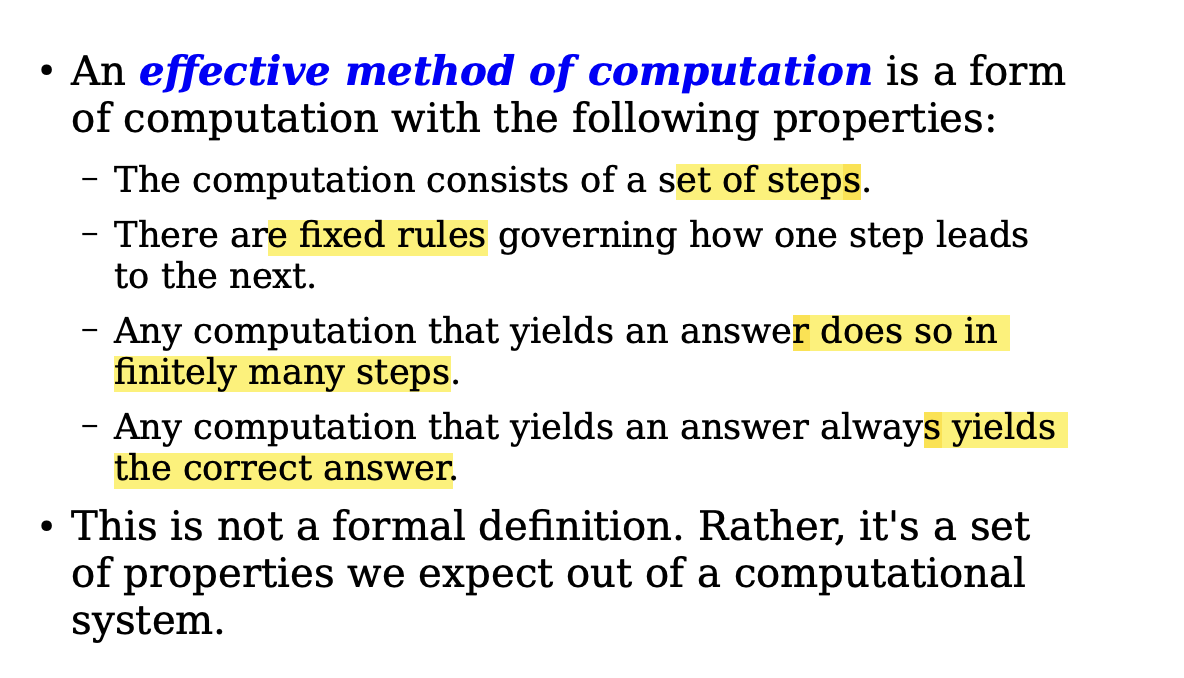 • An effective method of computation is a form
of computation with the following properties:
– The computation consists of a set of steps.
– There are fixed rules governing how one step leads
to the next.
– Any computation that yields an answer does so in
finitely many steps.
– Any computation that yields an answer always yields
the correct answer.
• This is not a formal definition. Rather, it's a set
of properties we expect out of a computational
system.